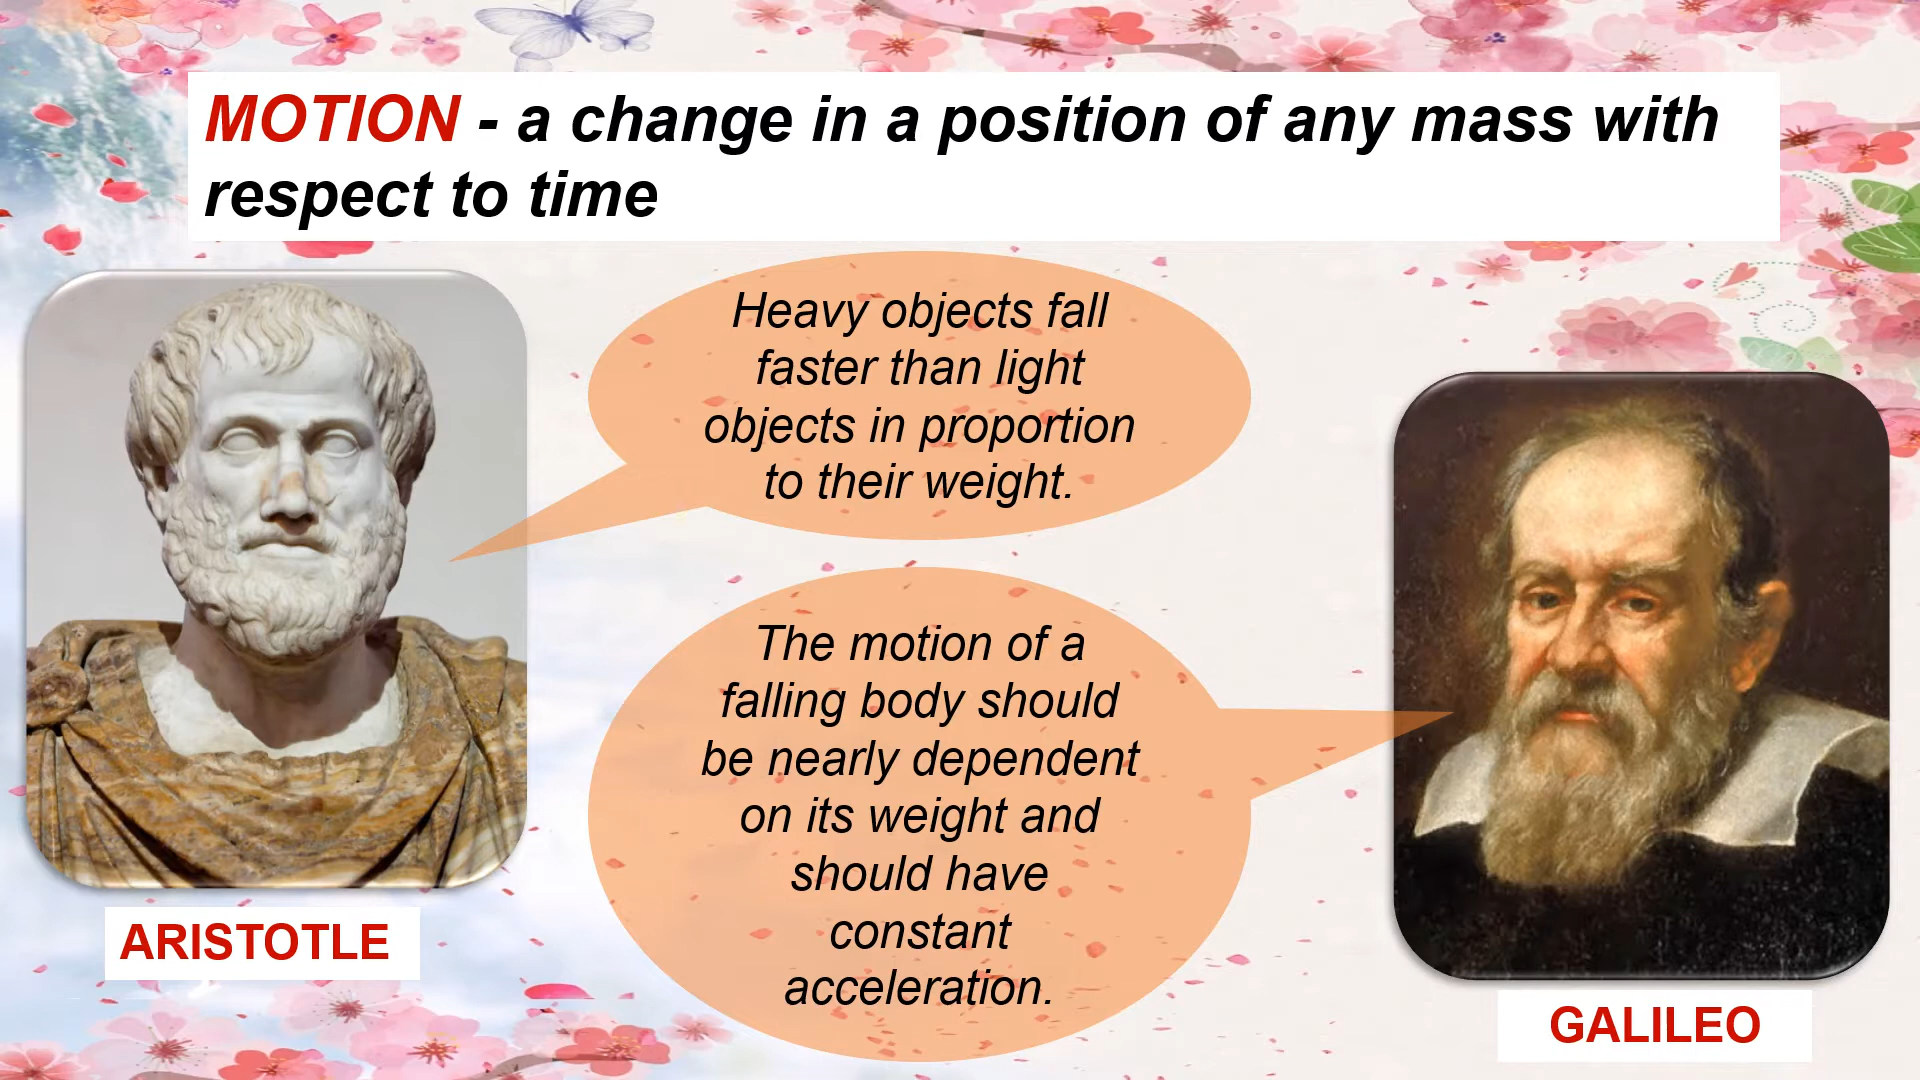 MOTION - a change in a position of any mass with
respect to time
Heavy objects fall
faster than light
objects in proportion
to their weight.
The motion of a
falling body should
be nearly dependent
on its weight and
should have
constant
acceleration.
ARISTOTLE
GALILEO